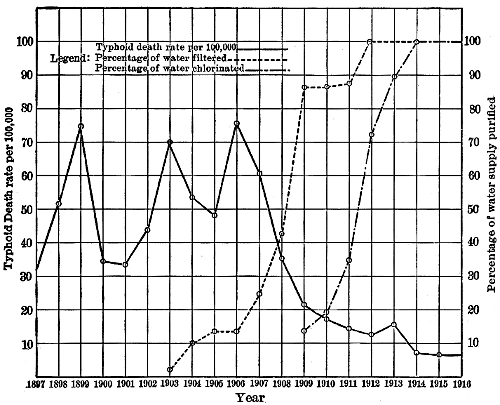 Typhoid death rate per 100,000
Legend: Percentage of water filtered
Percentage of water chlorinated
100
90
80
70
60
50
40
30
20
10
Typhoid Death rate per 100,000
100
90
80
70
60
50
40
30
20
10
Percentage of water supply purified
1897 1898 1899 1900 1901 1902 1903 1904 1905 1906 1907 1908 1909 1910 1911 1912 1913 1914 1915 1916
Year